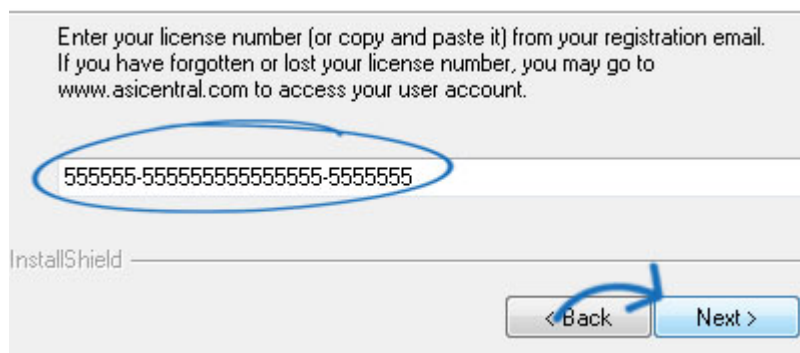 Enter your license number (or copy and paste it) from your registration email.
If you have forgotten or lost your license number, you may go to
www.asicentral.com to access your user account.
555555-555555555555555-5555555
InstallShield
< Back
Next >